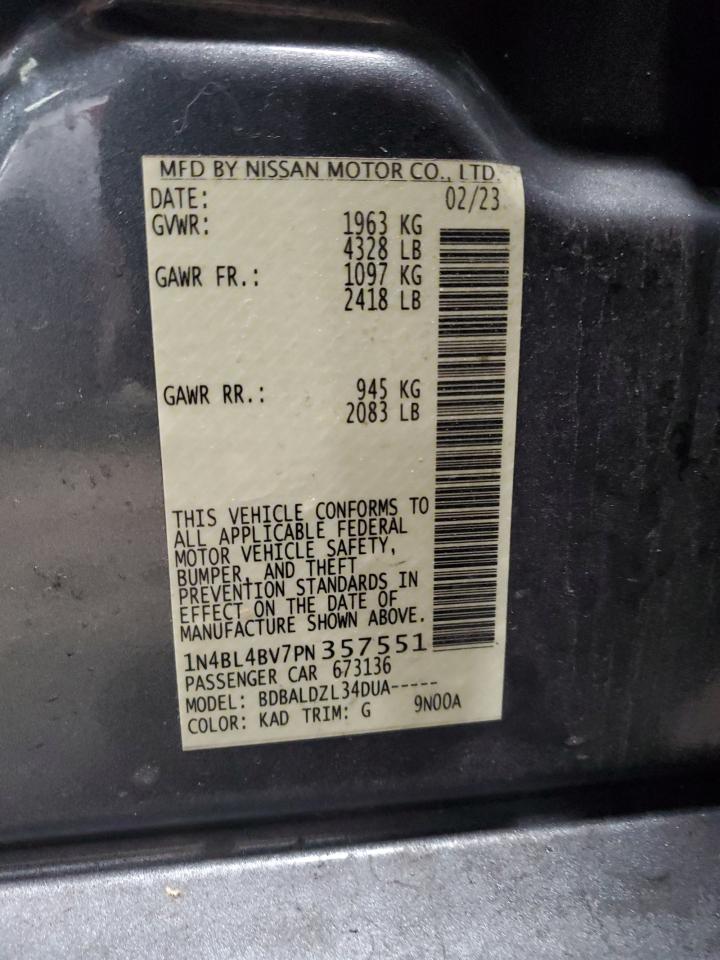 MFD BY NISSAN MOTOR CO., LTD.
DATE: 02/23
GVWR: 1963 KG
4328 LB
GAWR FR.: 1097 KG
2418 LB
GAWR RR.: 945 KG
2083 LB
THIS VEHICLE CONFORMS TO
ALL APPLICABLE FEDERAL
MOTOR VEHICLE SAFETY,
BUMPER, AND THEFT
PREVENTION STANDARDS IN
EFFECT ON THE DATE OF
MANUFACTURE SHOWN ABOVE.
1N4BL4BV7PN357551
PASSENGER CAR 673136
MODEL: BDBALDZL34DUA-----
COLOR: KAD TRIM: G 9N00A